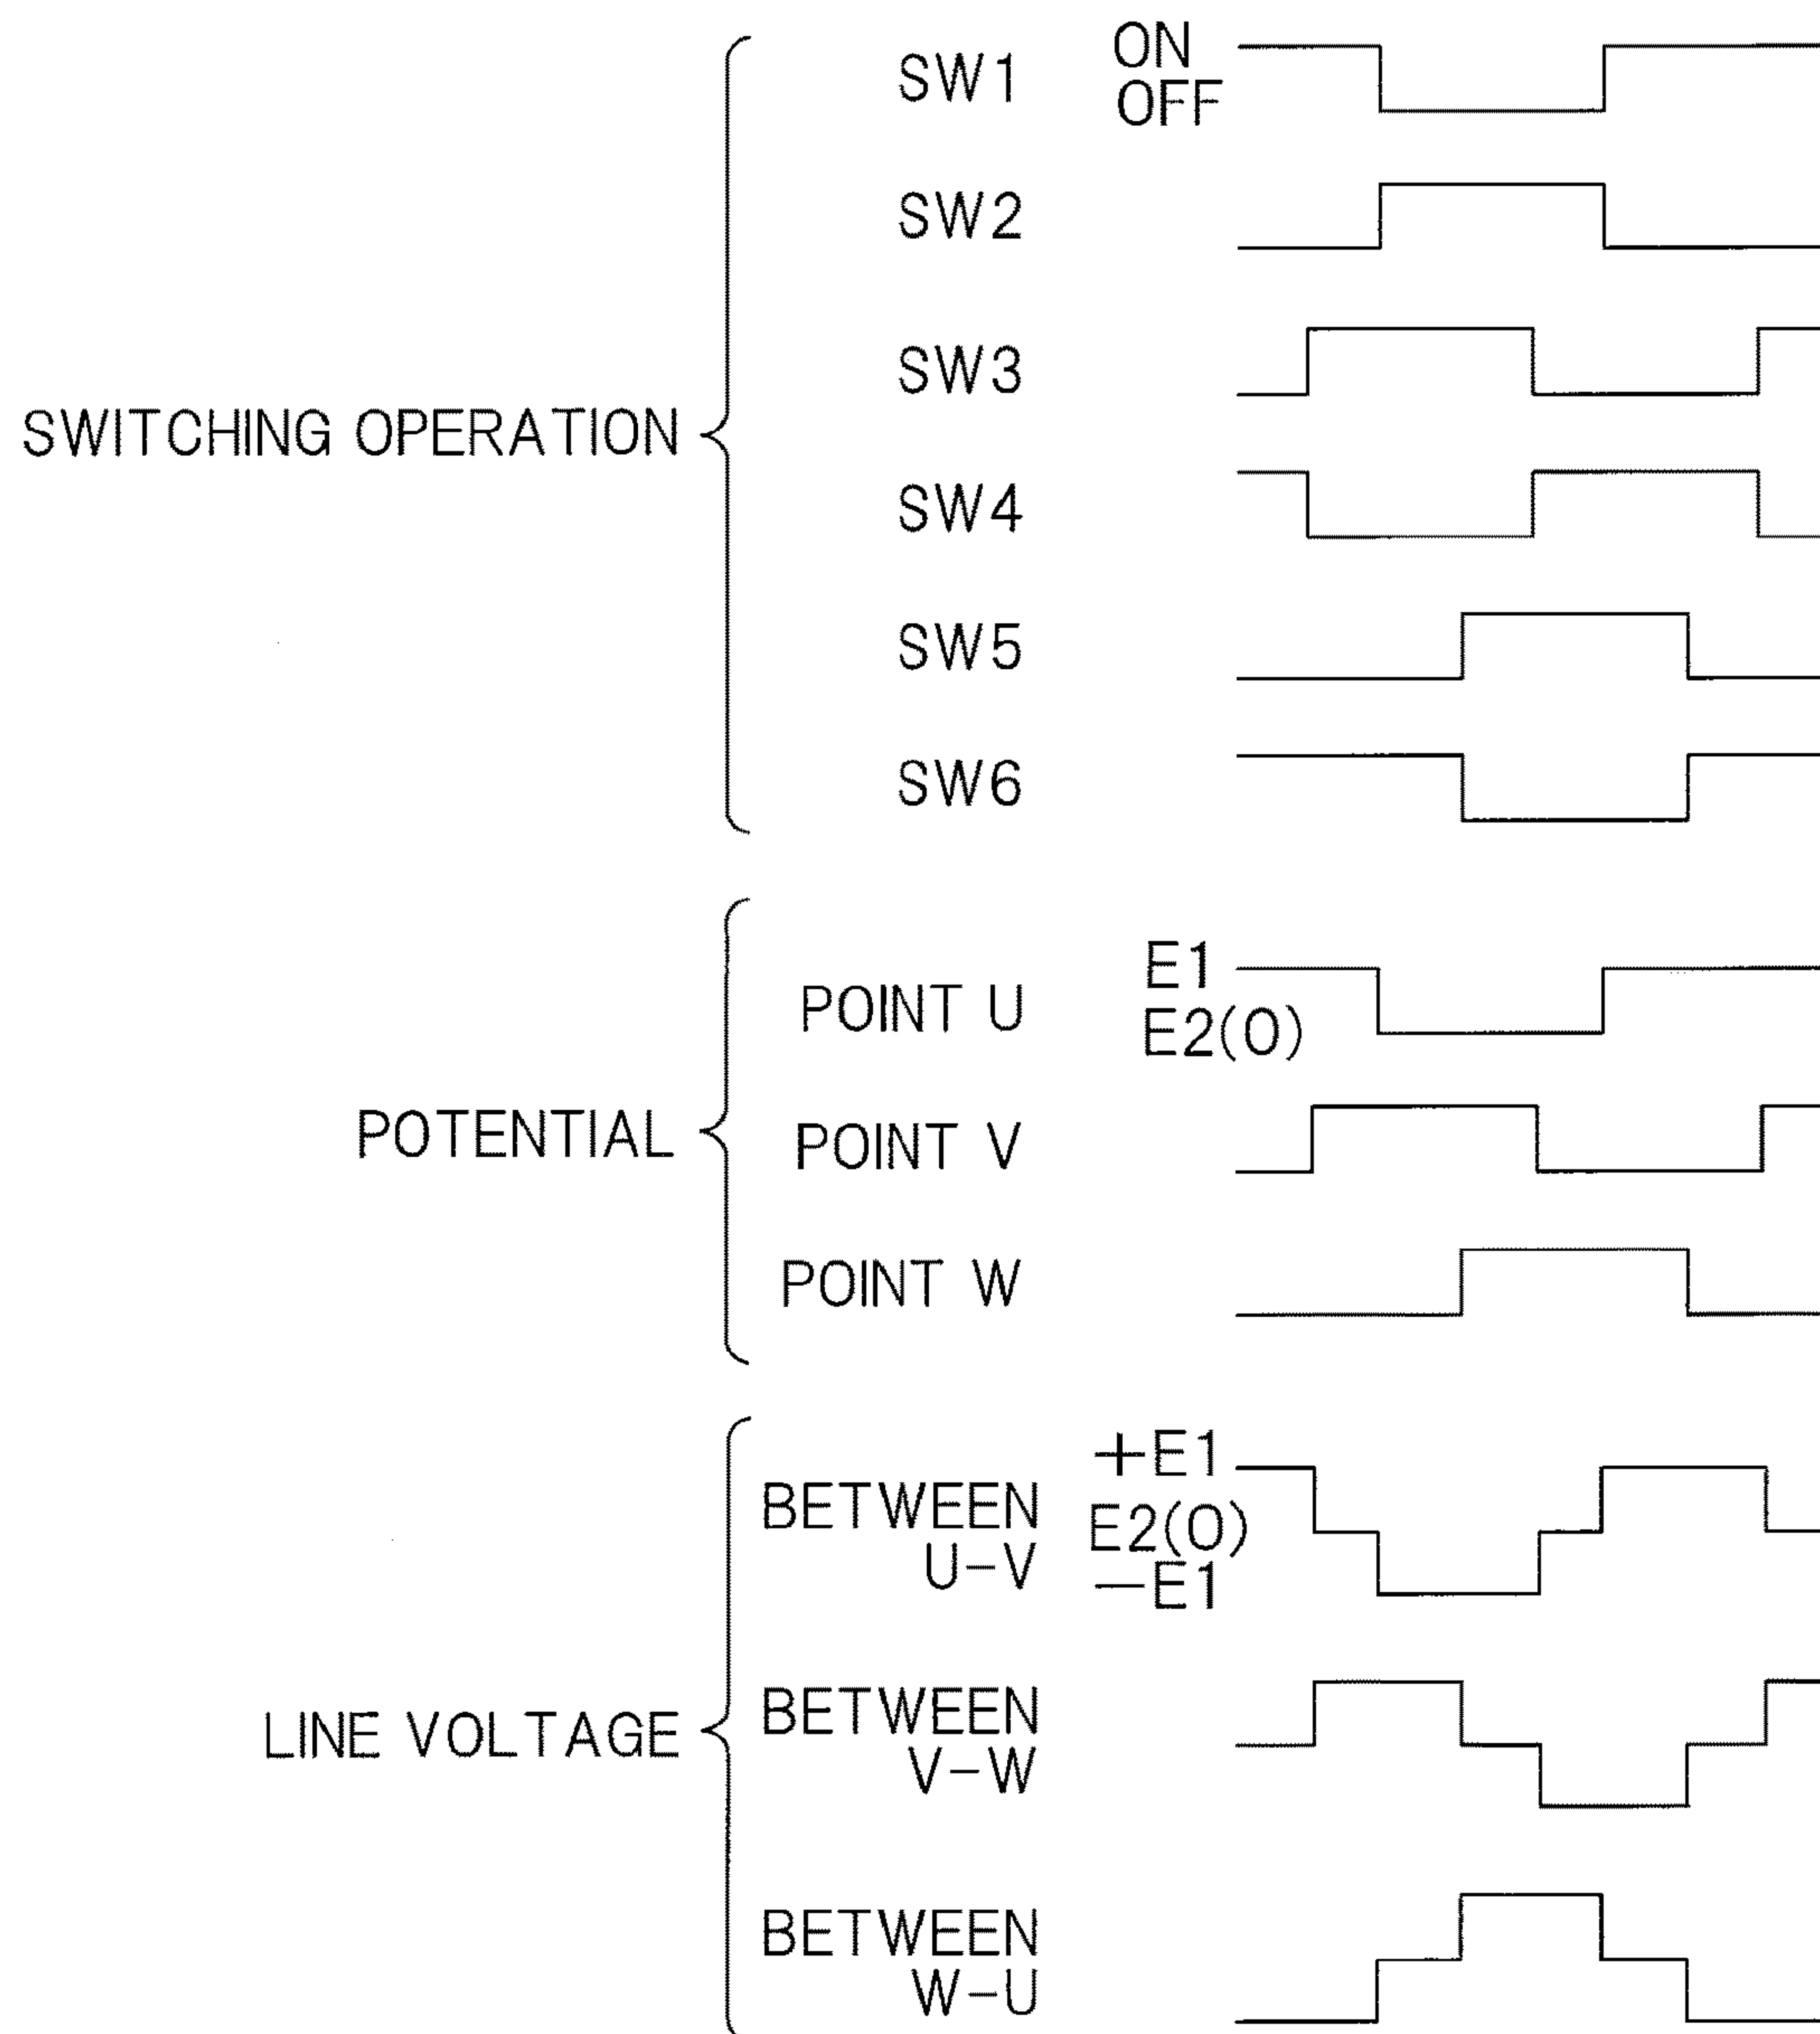 SWITCHING OPERATION
SW1 ON
OFF
SW2
SW3
SW4
SW5
SW6
POTENTIAL
POINT U E1
E2(0)
POINT V
POINT W
LINE VOLTAGE
BETWEEN
U-V
+E1
E2(0)
-E1
BETWEEN
V-W
BETWEEN
W-U